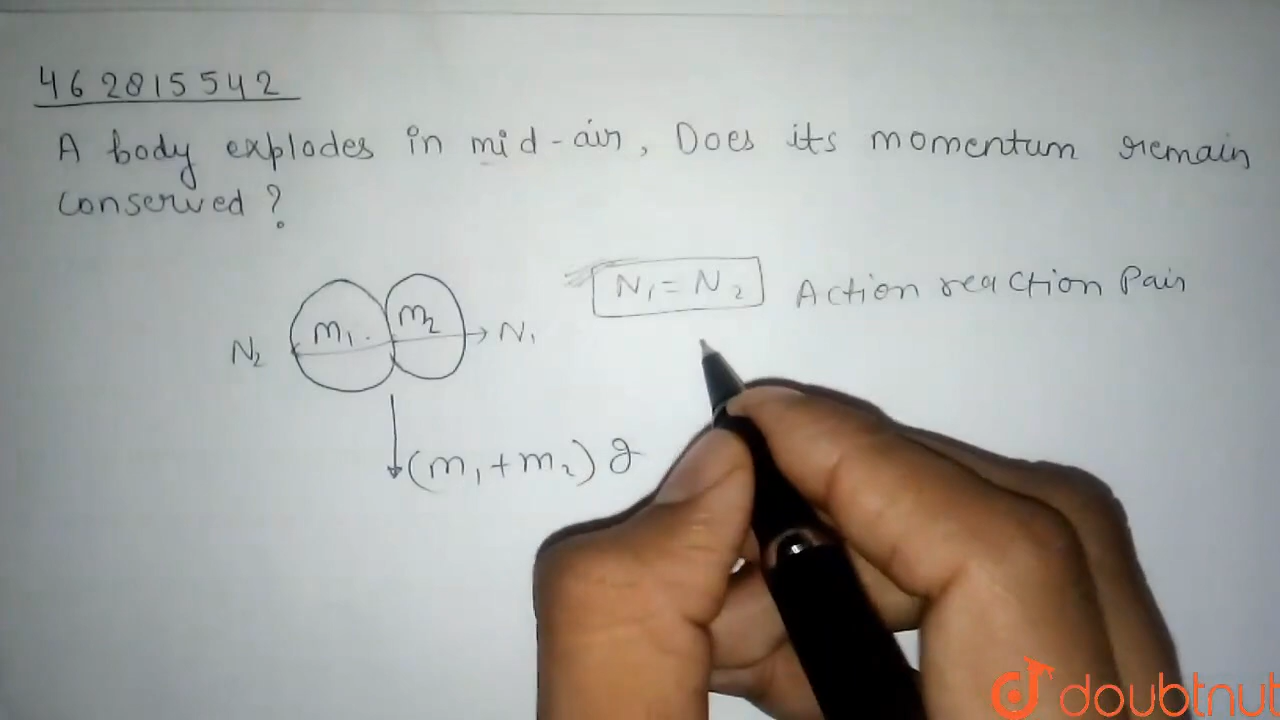 462815542
A body explodes in mid-air, Does its momentum remain
conserved?
N₁ = N₂ Action reaction Pair
m₁ m₂
N₂ N₁
(m₁+m₂)g
doubtnut